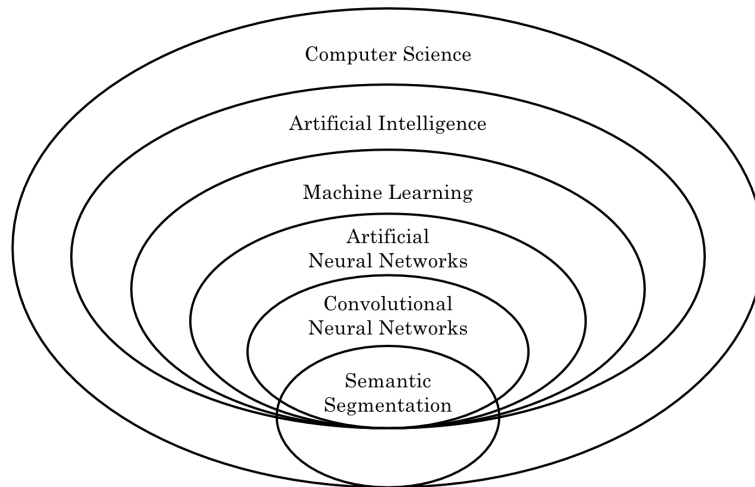 Computer Science
Artificial Intelligence
Machine Learning
Artificial
Neural Networks
Convolutional
Neural Networks
Semantic
Segmentation